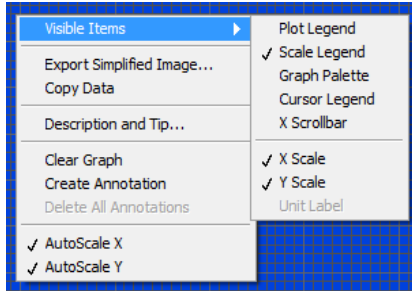 Visible Items
Export Simplified Image...
Copy Data
Description and Tip...
Clear Graph
Create Annotation
Delete All Annotations
AutoScale X
AutoScale Y
Plot Legend
Scale Legend
Graph Palette
Cursor Legend
X Scrollbar
X Scale
Y Scale
Unit Label